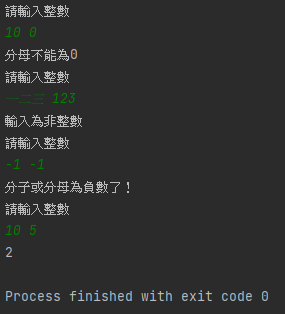 請輸入整數
10 0
分母不能為0
請輸入整數
一二三 123
輸入為非整數
請輸入整數
-1 -1
分子或分母為負數了!
請輸入整數
10 5
2
Process finished with exit code 0